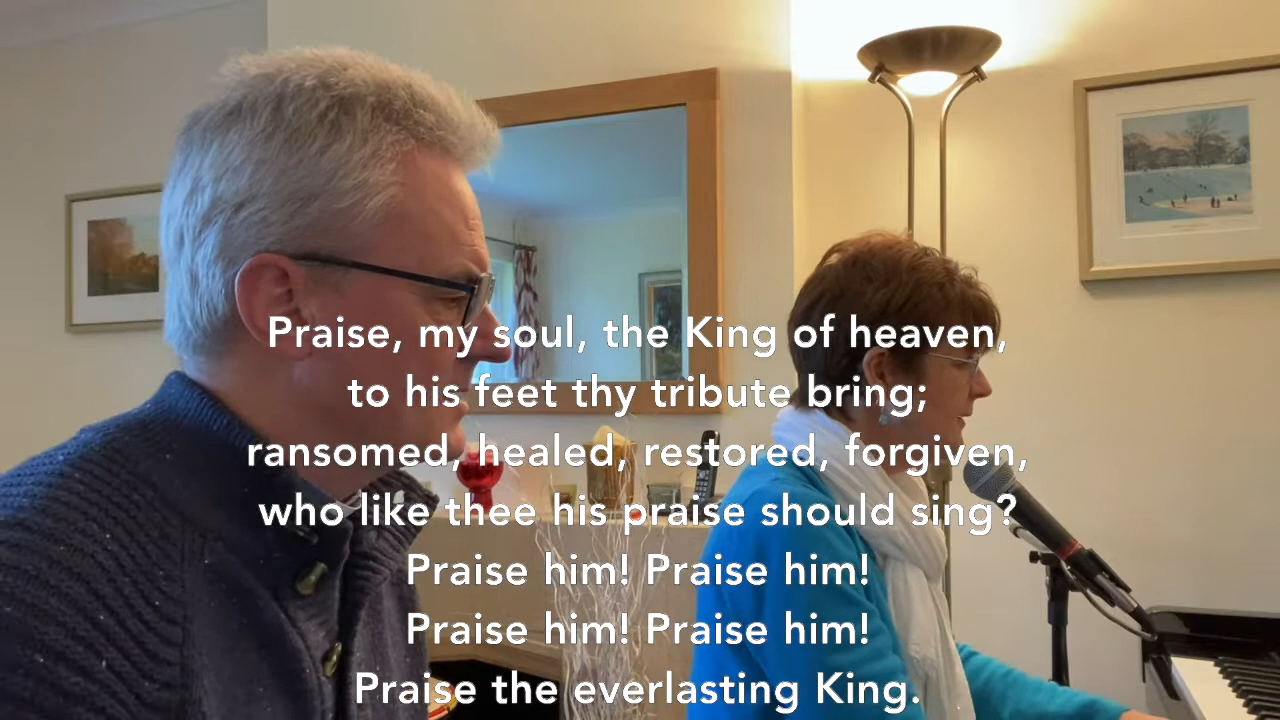 Praise, my soul, the King of heaven,
to his feet thy tribute bring;
ransomed, healed, restored, forgiven,
who like thee his praise should sing?
Praise him! Praise him!
Praise him! Praise him!
Praise the everlasting King.